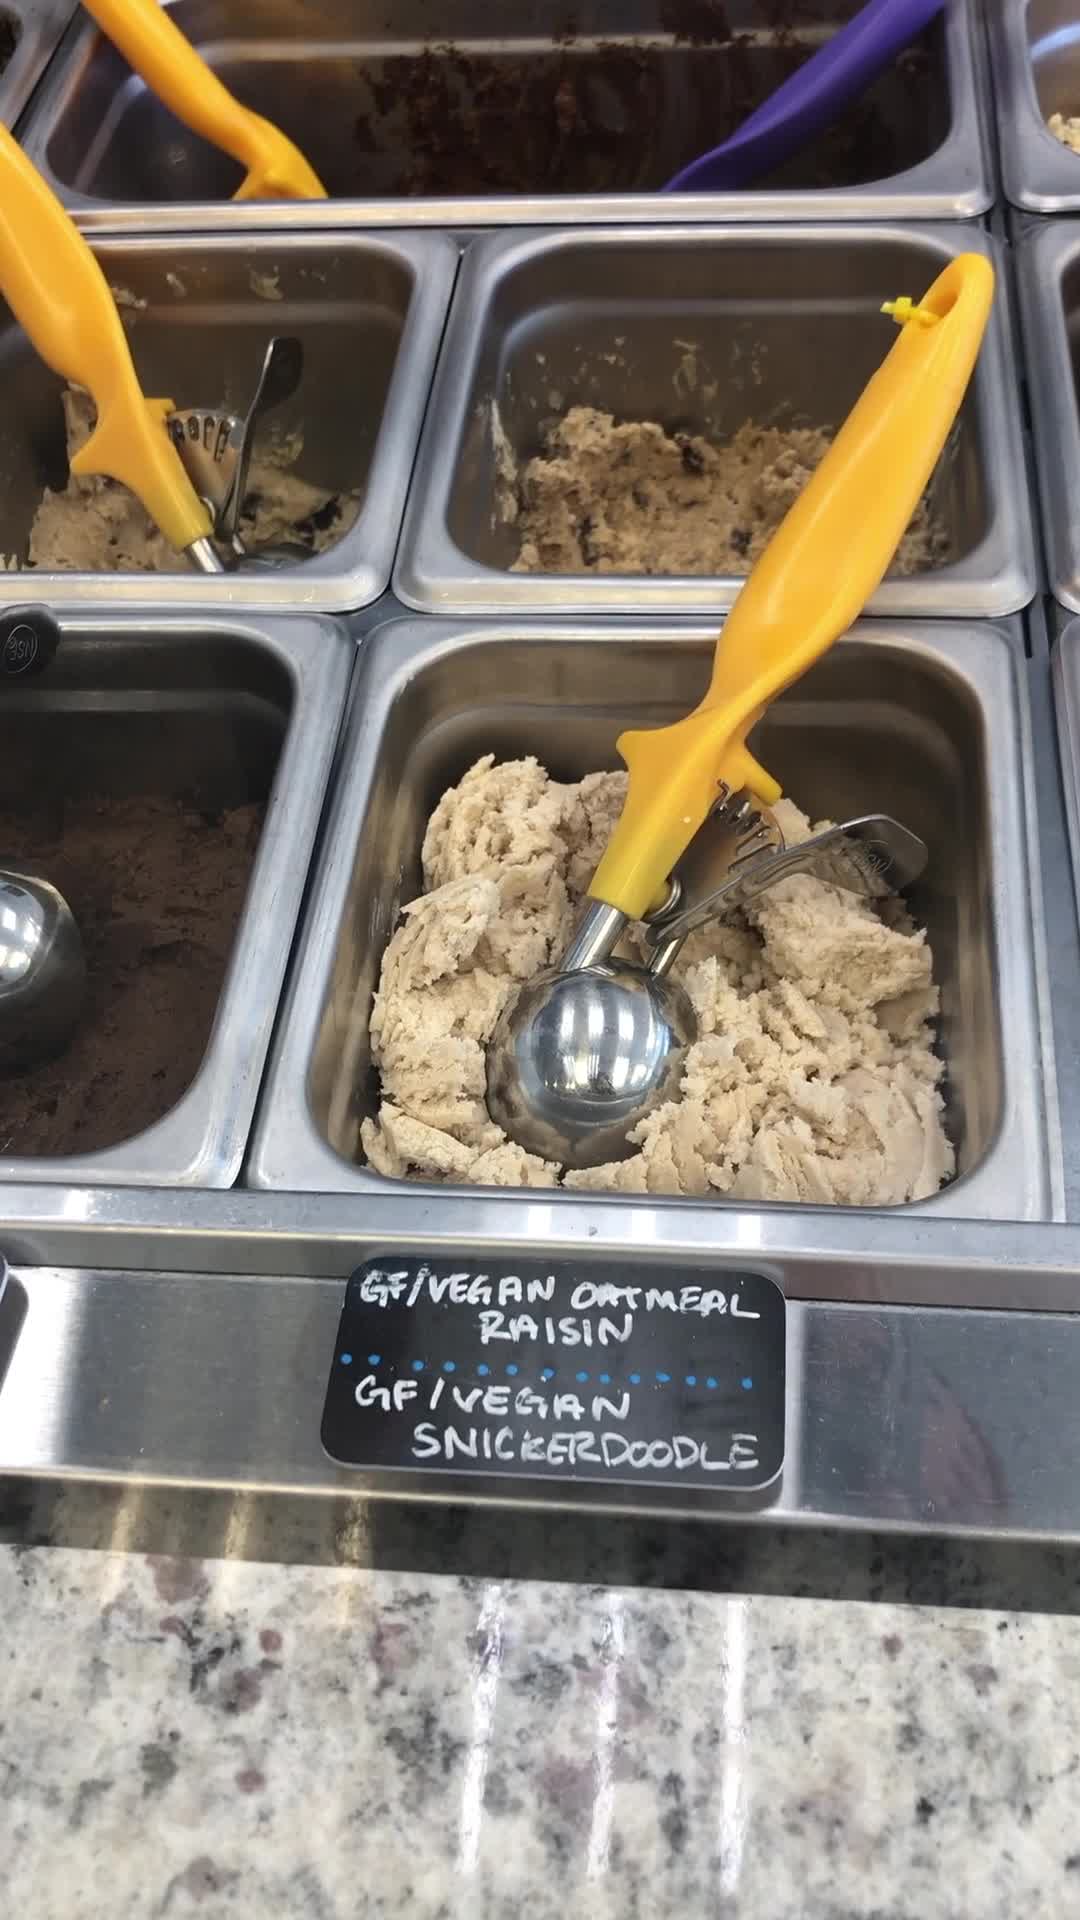 GF/VEGAN OATMEAL
RAISIN
GF/VEGAN
SNICKERDOODLE